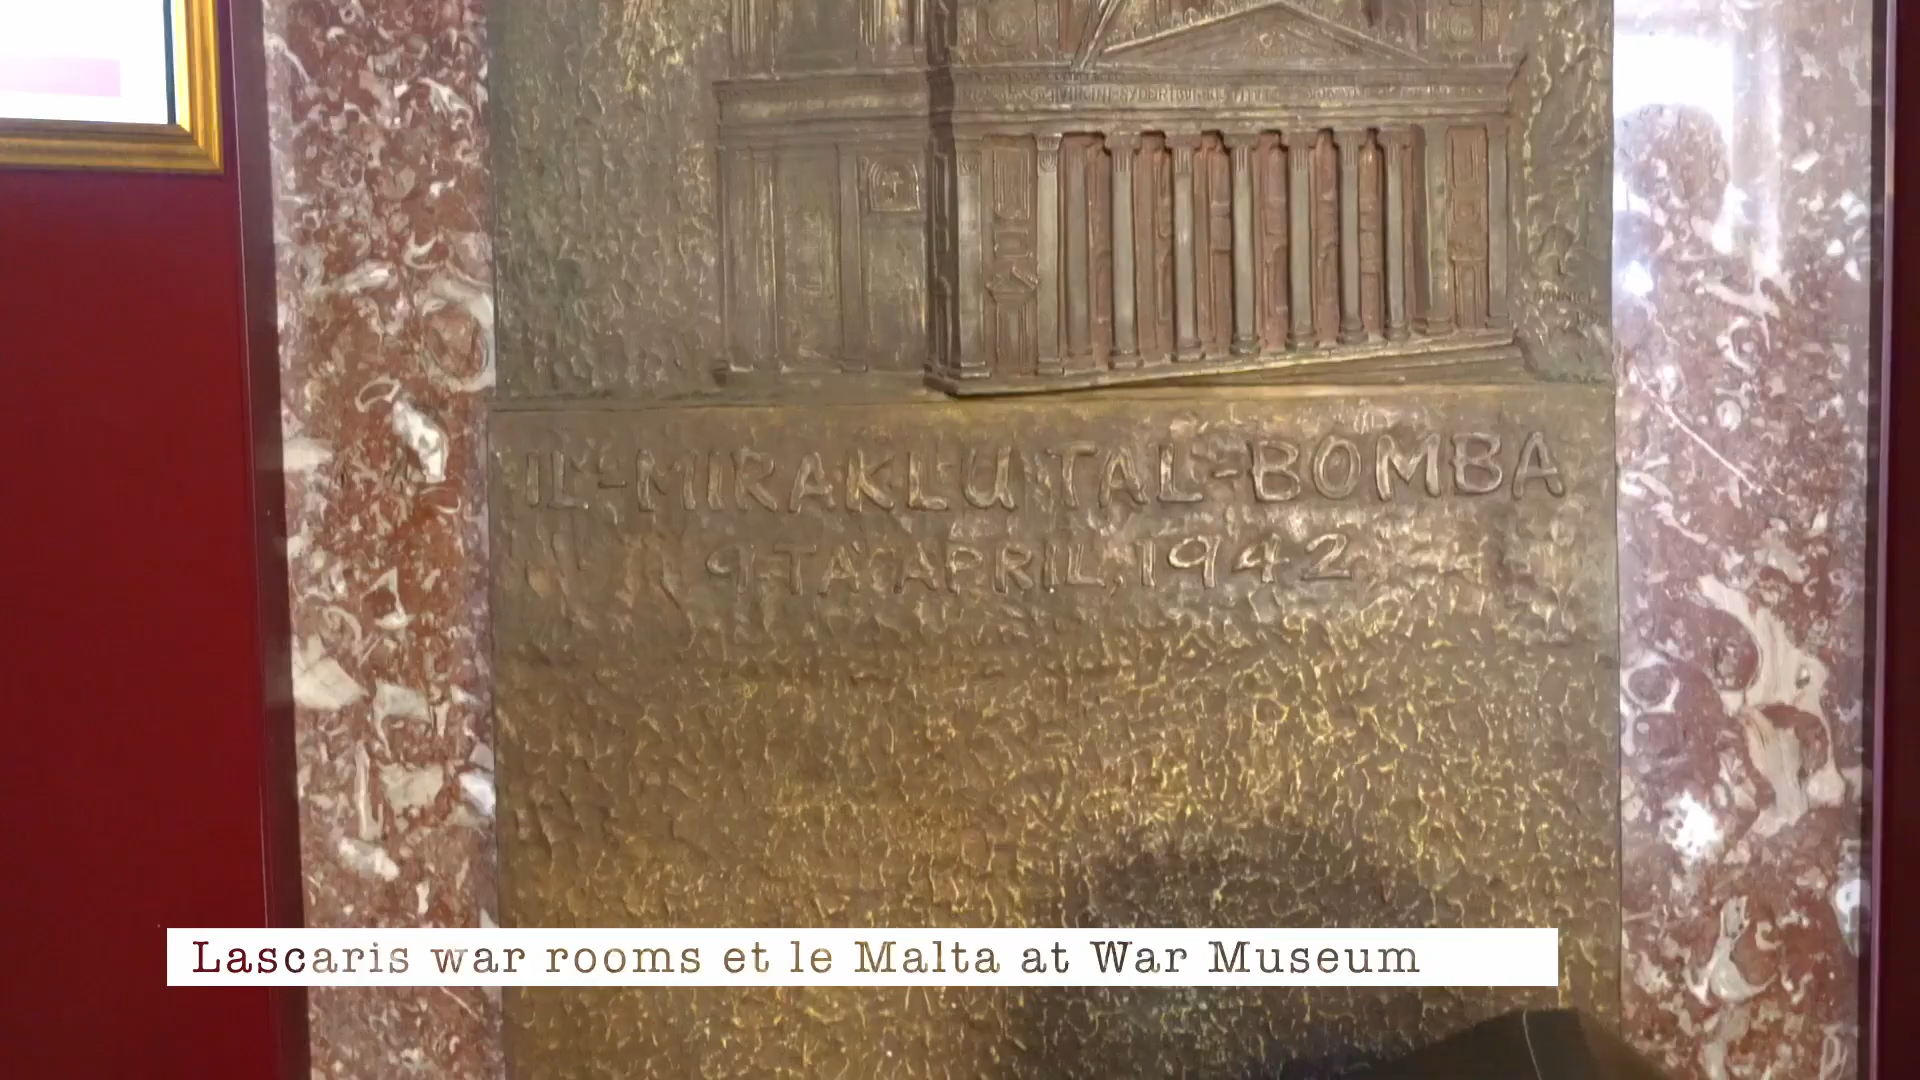 IL-MIRAKLU TAL-BOMBA
9 TA' APRIL, 1942
Lascaris war rooms et le Malta at War Museum